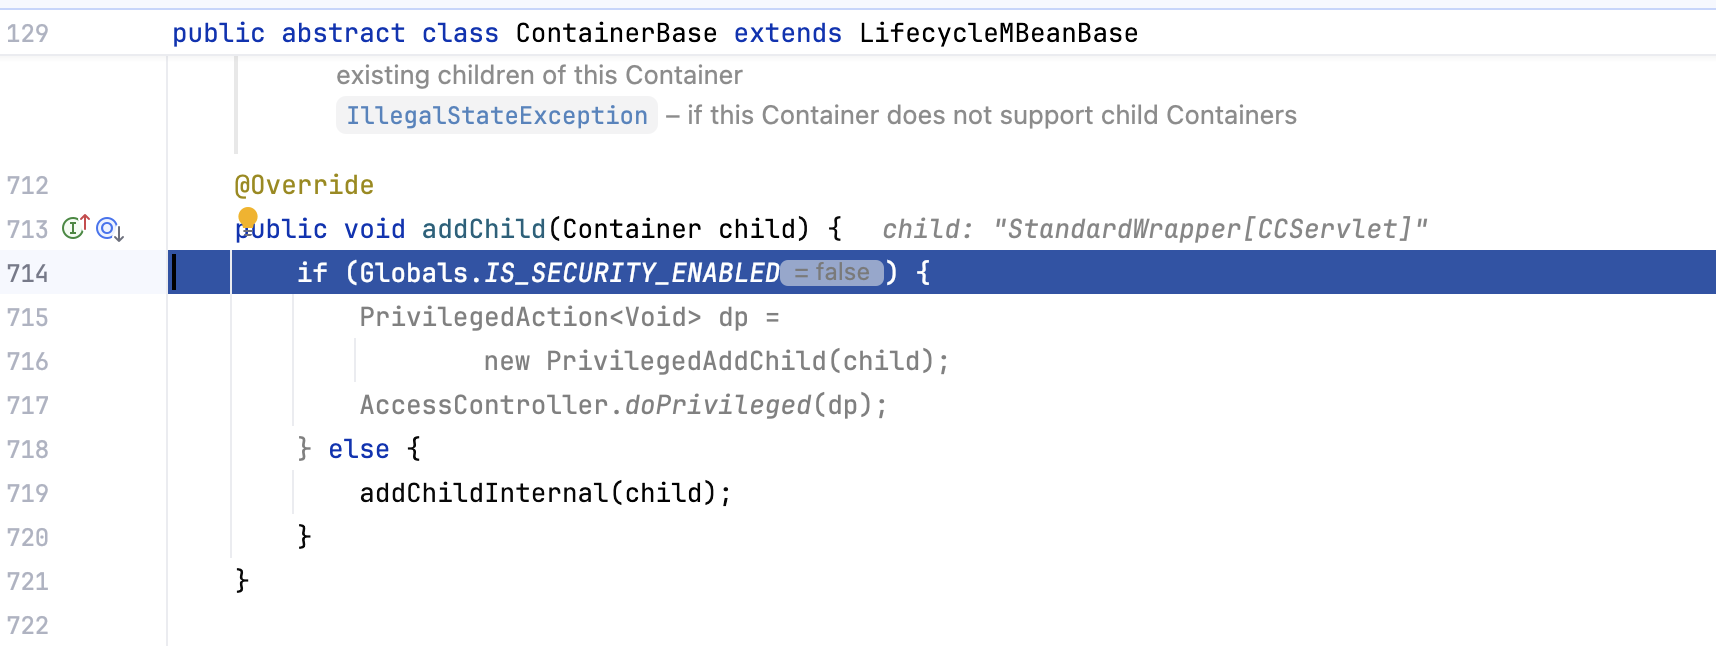 129 public abstract class ContainerBase extends LifecycleMBeanBase
existing children of this Container
IllegalStateException – if this Container does not support child Containers
712 @Override
713 public void addChild(Container child) { child: "StandardWrapper[CCServlet]"
714 if (Globals.IS_SECURITY_ENABLED = false ) {
715 PrivilegedAction<Void> dp =
716 new PrivilegedAddChild(child);
717 AccessController.doPrivileged(dp);
718 } else {
719 addChildInternal(child);
720 }
721 }
722